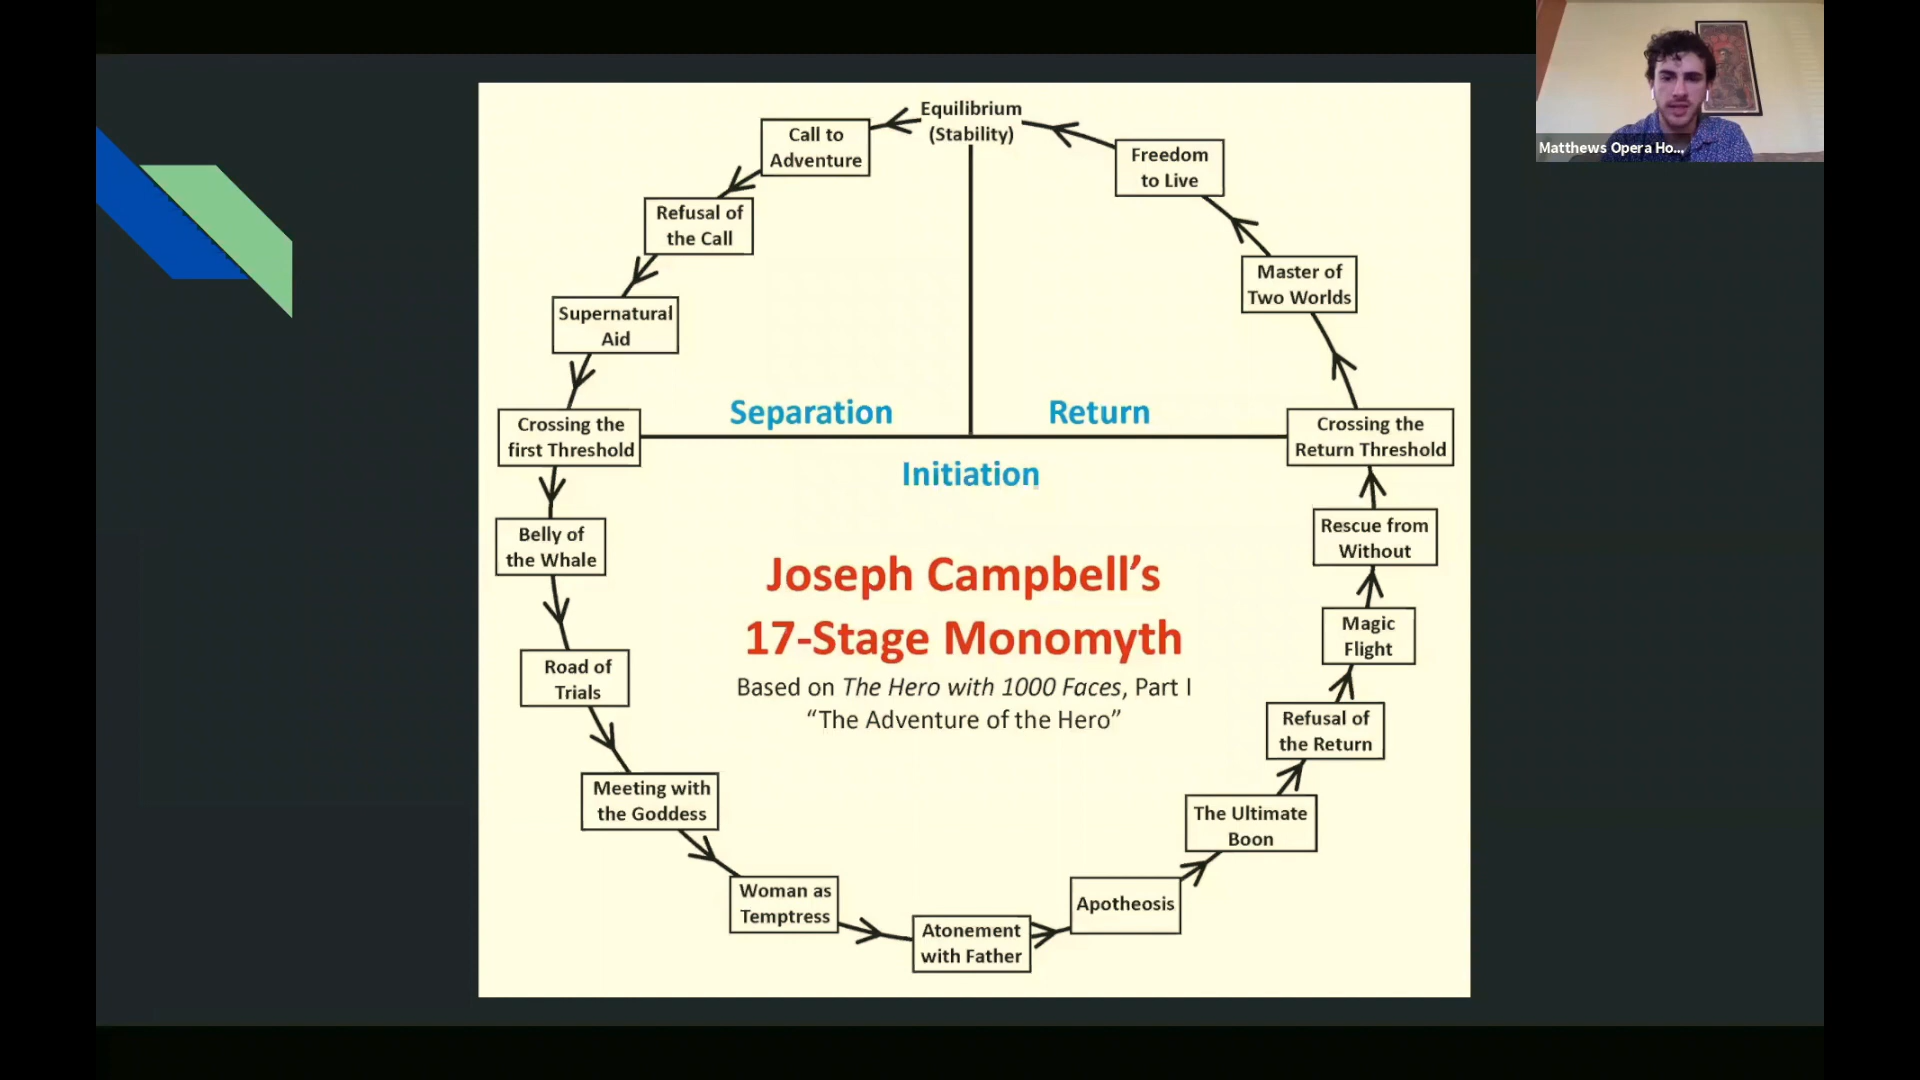 Equilibrium
(Stability)
Call to
Adventure
Refusal of
the Call
Supernatural
Aid
Crossing the
first Threshold
Belly of
the Whale
Road of
Trials
Meeting with
the Goddess
Woman as
Temptress
Atonement
with Father
Apotheosis
The Ultimate
Boon
Refusal of
the Return
Magic
Flight
Rescue from
Without
Crossing the
Return Threshold
Master of
Two Worlds
Freedom
to Live
Separation
Return
Initiation
Joseph Campbell’s
17-Stage Monomyth
Based on The Hero with 1000 Faces, Part I
“The Adventure of the Hero”
Matthews Opera Ho...